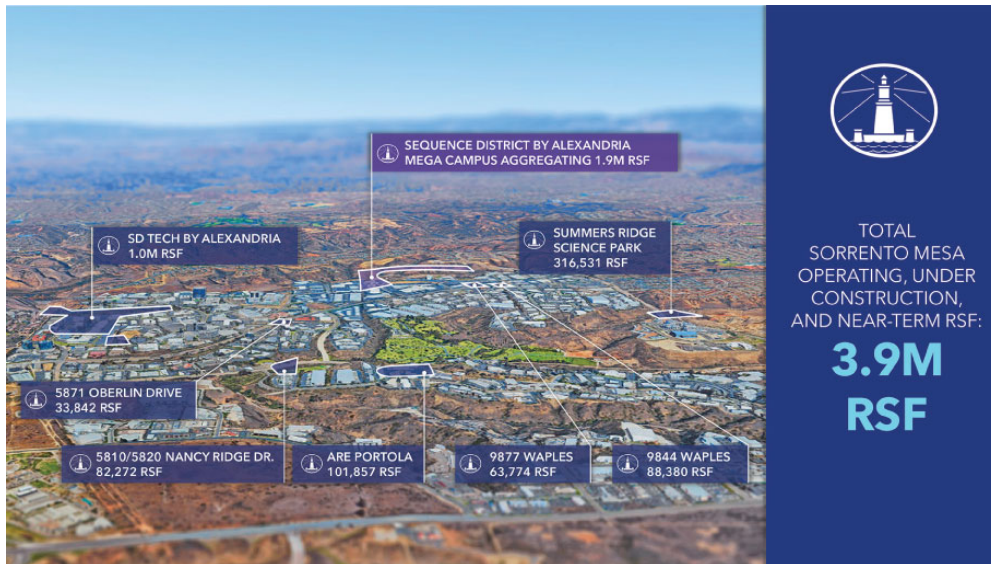 SEQUENCE DISTRICT BY ALEXANDRIA
MEGA CAMPUS AGGREGATING 1.9M RSF
SD TECH BY ALEXANDRIA
1.0M RSF
SUMMERS RIDGE
SCIENCE PARK
316,531 RSF
5871 OBERLIN DRIVE
33,842 RSF
5810/5820 NANCY RIDGE DR.
82,272 RSF
ARE PORTOLA
101,857 RSF
9877 WAPLES
63,774 RSF
9844 WAPLES
88,380 RSF
TOTAL
SORRENTO MESA
OPERATING, UNDER
CONSTRUCTION,
AND NEAR-TERM RSF:
3.9M
RSF